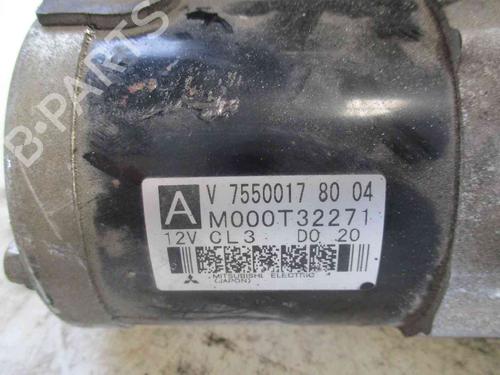 B-PARTS
A V 7550017 80 04
M000T32271
12V CL3 D0 20
MITSUBISHI ELECTRIC
(JAPAN)